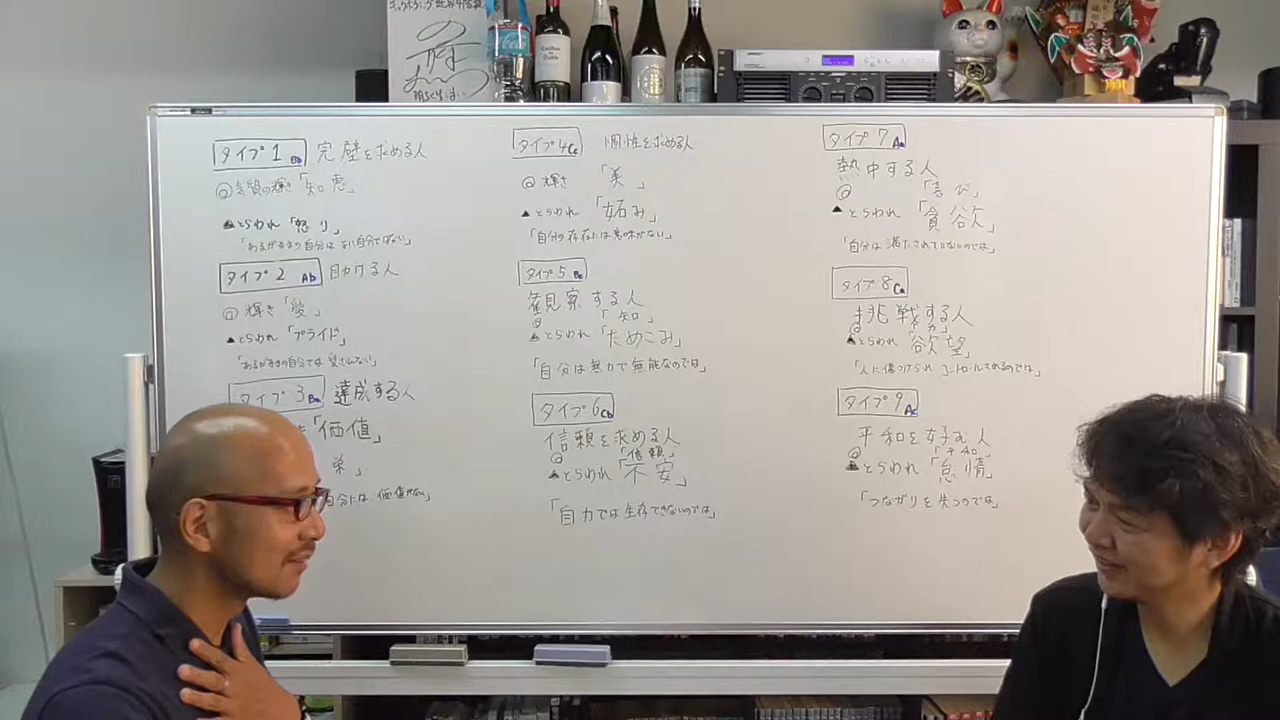 タイプ1 Bb 完璧を求める人
◎気質の輝き「知恵」
▲とらわれ「怒り」
「あるがままの自分は よい自分ではない」
タイプ2 Ab 助ける人
◎ 輝き「愛」
▲とらわれ「プライド」
「あるがままの自分では 愛されない」
タイプ3 Ba 達成する人
「価値」
栄」
自分には 価値がない」
タイプ4 Cc 個性を求める人
◎ 輝き 「美」
▲とらわれ 「妬み」
「自分の存在には意味がない」
タイプ5 Bc
観察する人
◎ 「知」
▲とらわれ「ためこみ」
「自分は無力で無能なのでは」
タイプ6 Cb
信頼を求める人
◎ 「信頼」
▲とらわれ「不安」
「自力では生存できないのでは」
タイプ7 Aa
熱中する人
◎ 「喜び」
▲とらわれ 「貪欲」
「自分は満たされていないのでは」
タイプ8 Ca
挑戦する人
◎
▲とらわれ「欲望」
「人に傷つけられ コントロールされるのでは」
タイプ9 Ac
平和を好む人
◎ 「平和」
▲とらわれ「怠惰」
「つながりを失うのでは」